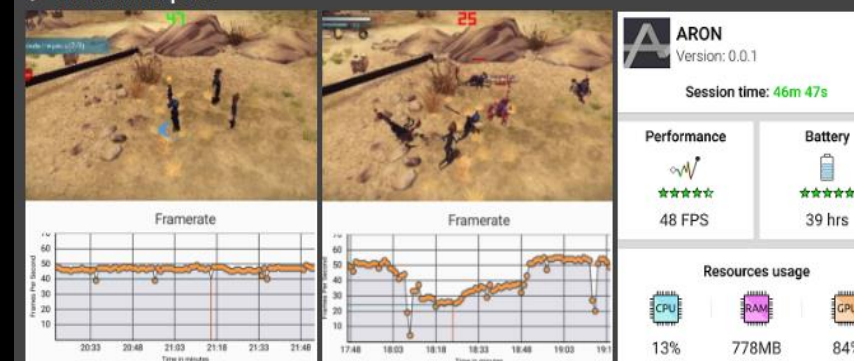 47
Framerate
Frames Per Second
60
50
40
30
20
10
20:33 20:48 21:03 21:18 21:33 21:48
Time in minutes
25
Framerate
Frames Per Second
60
50
40
30
20
10
17:48 18:03 18:18 18:33 18:48 19:03
Time in minutes
ARON
Version: 0.0.1
Session time: 46m 47s
Performance
48 FPS
Battery
39 hrs
Resources usage
CPU
13%
RAM
778MB
GPU
84%